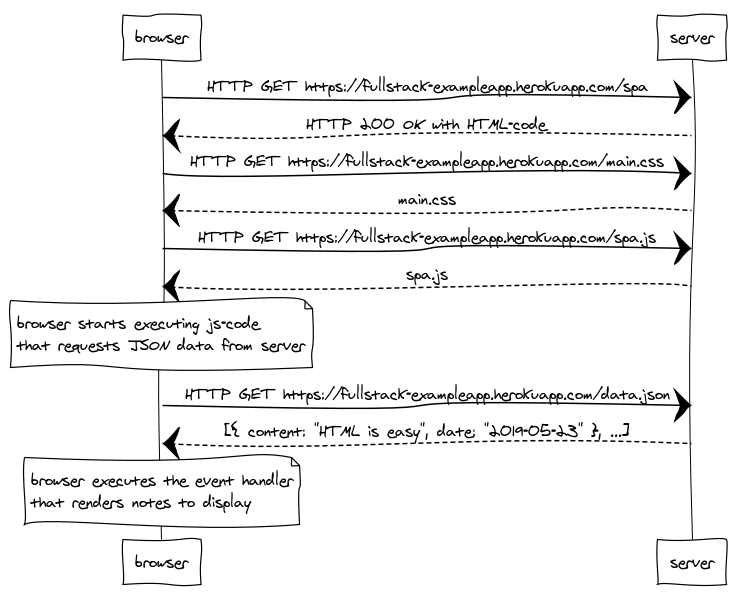 browser
server
HTTP GET https://fullstack-exampleapp.herokuapp.com/spa
HTTP 200 OK with HTML-code
HTTP GET https://fullstack-exampleapp.herokuapp.com/main.css
main.css
HTTP GET https://fullstack-exampleapp.herokuapp.com/spa.js
spa.js
browser starts executing js-code
that requests JSON data from server
HTTP GET https://fullstack-exampleapp.herokuapp.com/data.json
[{ content: "HTML is easy", date: "2019-05-23" }, ...]
browser executes the event handler
that renders notes to display
browser
server